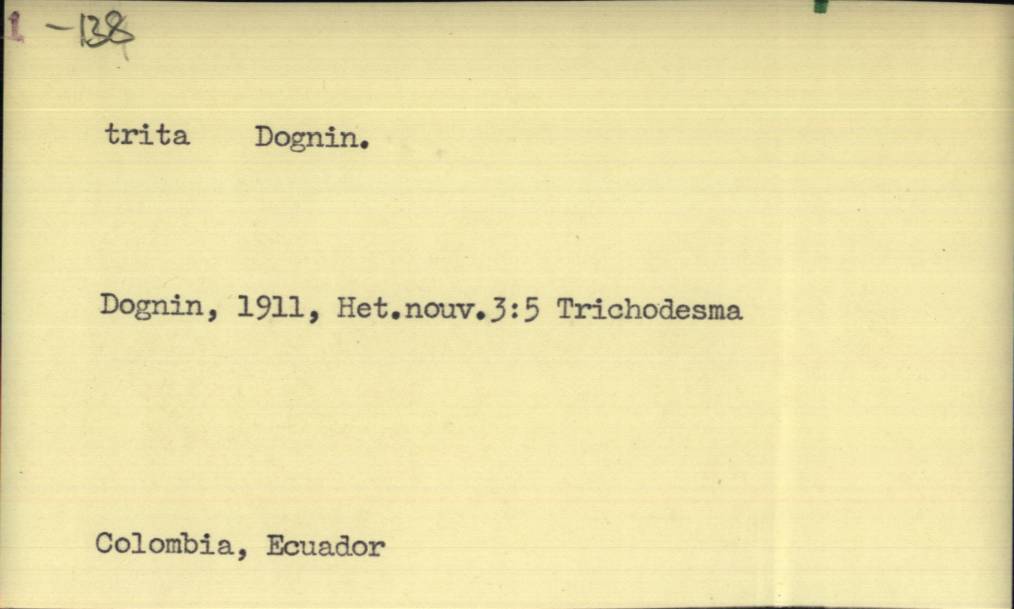 1 -138
trita Dognin.
Dognin, 1911, Het.nouv.3:5 Trichodesma
Colombia, Ecuador